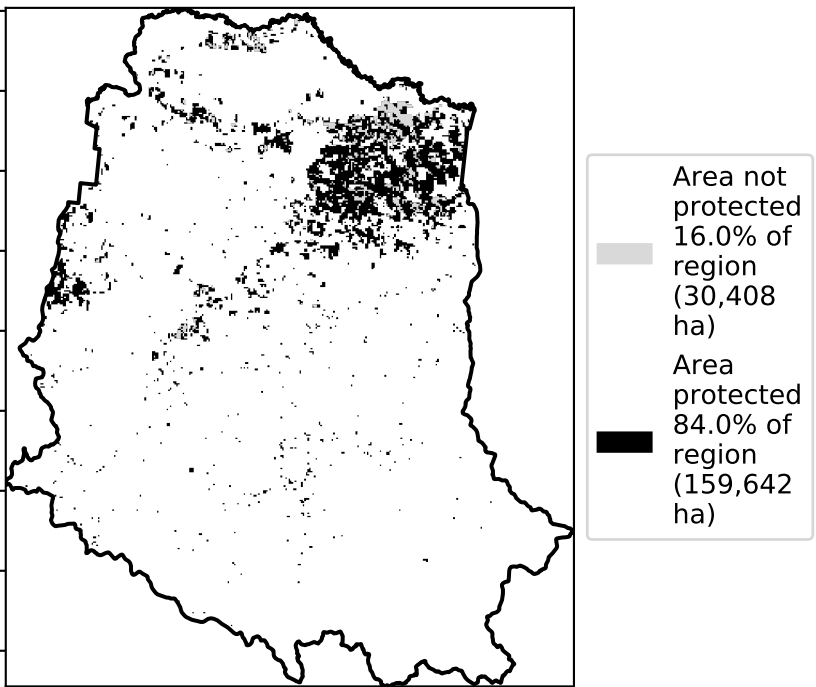 Area not
protected
16.0% of
region
(30,408
ha)
Area
protected
84.0% of
region
(159,642
ha)